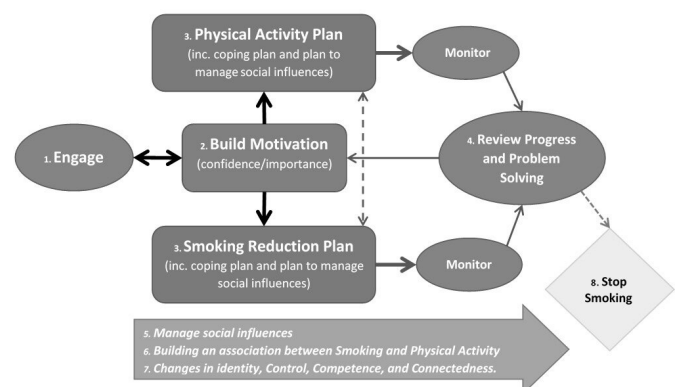 3. Physical Activity Plan
(inc. coping plan and plan to
manage social influences)
Monitor
1. Engage
2. Build Motivation
(confidence/importance)
4. Review Progress
and Problem
Solving
3. Smoking Reduction Plan
(inc. coping plan and plan to manage
social influences)
Monitor
8. Stop
Smoking
5. Manage social influences
6. Building an association between Smoking and Physical Activity
7. Changes in identity, Control, Competence, and Connectedness.